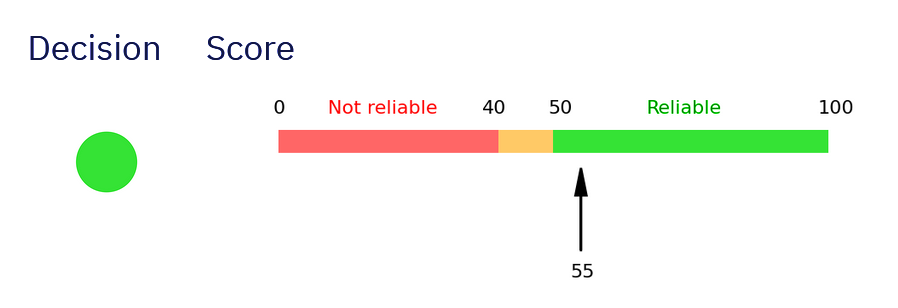 Decision Score
0 Not reliable 40 50 Reliable 100
55